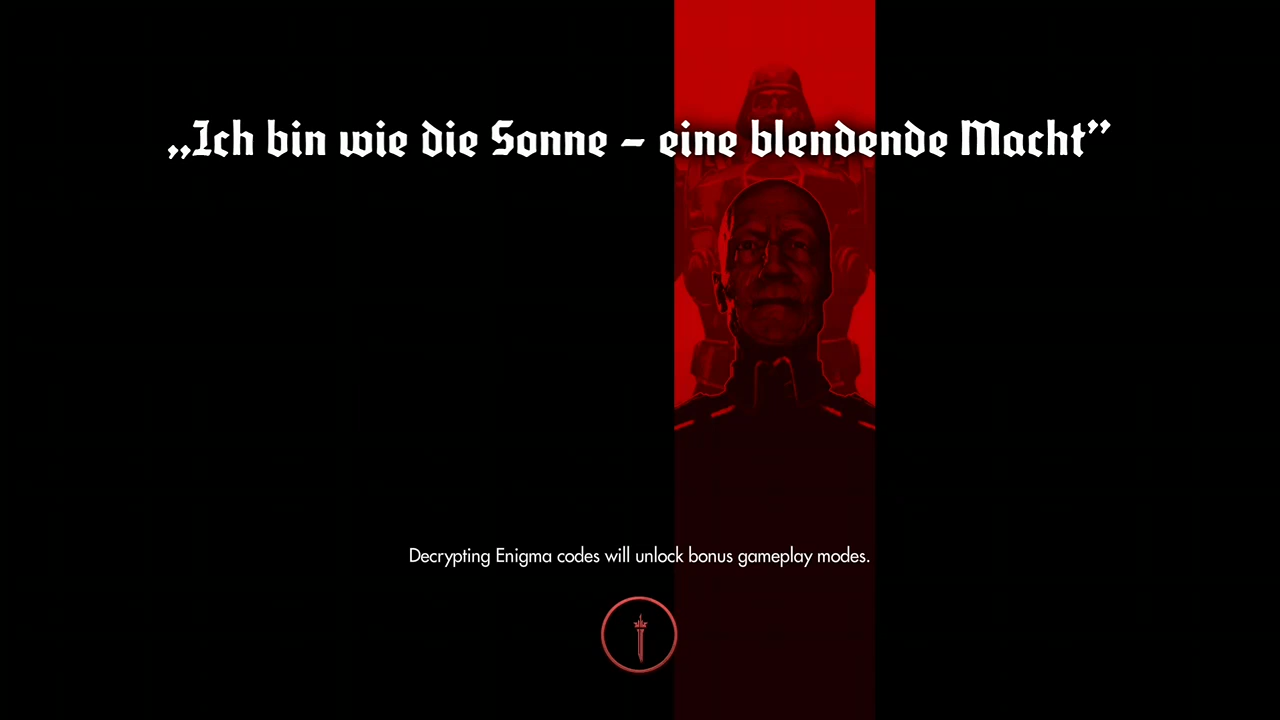 „Ich bin wie die Sonne – eine blendende Macht”
Decrypting Enigma codes will unlock bonus gameplay modes.